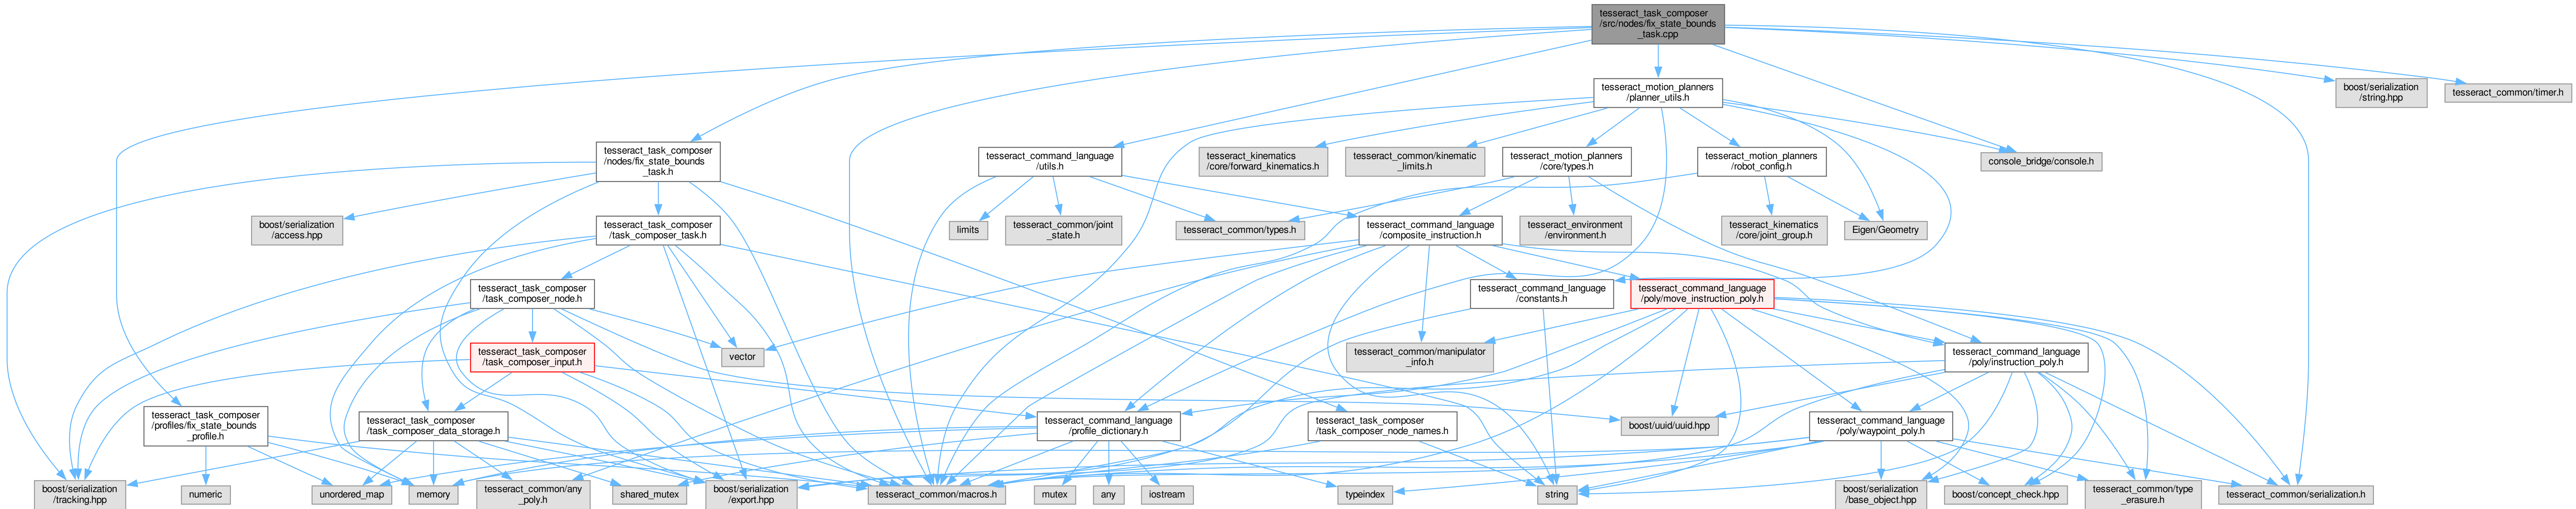 tesseract_task_composer
/src/nodes/fix_state_bounds
_task.cpp
tesseract_motion_planners
/planner_utils.h
boost/serialization
/string.hpp
tesseract_common/timer.h
tesseract_task_composer
/nodes/fix_state_bounds
_task.h
tesseract_command_language
/utils.h
tesseract_kinematics
/core/forward_kinematics.h
tesseract_common/kinematic
_limits.h
tesseract_motion_planners
/core/types.h
tesseract_motion_planners
/robot_config.h
console_bridge/console.h
boost/serialization
/access.hpp
tesseract_task_composer
/task_composer_task.h
limits
tesseract_common/joint
_state.h
tesseract_common/types.h
tesseract_command_language
/composite_instruction.h
tesseract_environment
/environment.h
tesseract_kinematics
/core/joint_group.h
Eigen/Geometry
tesseract_task_composer
/task_composer_node.h
tesseract_command_language
/constants.h
tesseract_command_language
/poly/move_instruction_poly.h
tesseract_task_composer
/task_composer_input.h
vector
tesseract_common/manipulator
_info.h
tesseract_command_language
/poly/instruction_poly.h
tesseract_task_composer
/profiles/fix_state_bounds
_profile.h
tesseract_task_composer
/task_composer_data_storage.h
tesseract_command_language
/profile_dictionary.h
tesseract_task_composer
/task_composer_node_names.h
boost/uuid/uuid.hpp
tesseract_command_language
/poly/waypoint_poly.h
boost/serialization
/tracking.hpp
numeric
unordered_map
memory
tesseract_common/any
_poly.h
shared_mutex
boost/serialization
/export.hpp
tesseract_common/macros.h
mutex
any
iostream
typeindex
string
boost/serialization
/base_object.hpp
boost/concept_check.hpp
tesseract_common/type
_erasure.h
tesseract_common/serialization.h